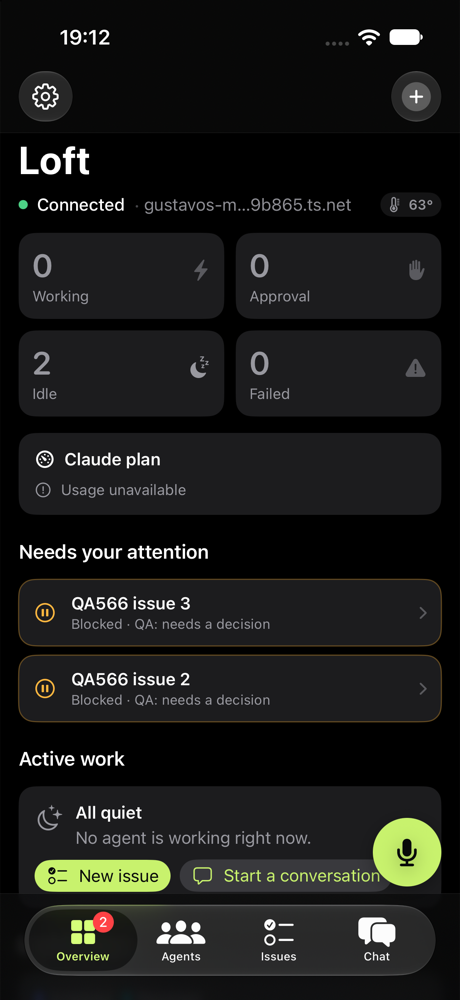 19:12
Loft
Connected · gustavos-m...9b865.ts.net 63°
0
Working
0
Approval
2
Idle
0
Failed
Claude plan
Usage unavailable
Needs your attention
QA566 issue 3
Blocked · QA: needs a decision
QA566 issue 2
Blocked · QA: needs a decision
Active work
All quiet
No agent is working right now.
New issue
Start a conversation
2
Overview
Agents
Issues
Chat